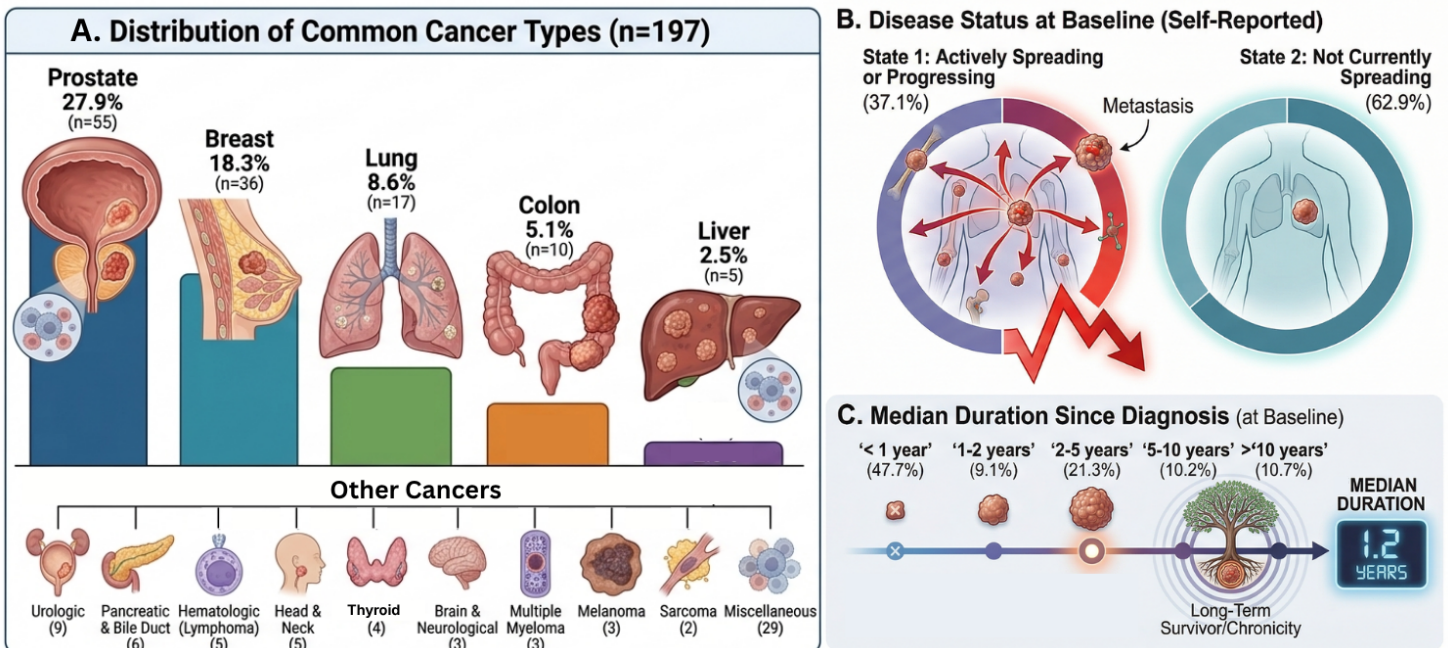 A. Distribution of Common Cancer Types (n=197)
Prostate
27.9%
(n=55)
Breast
18.3%
(n=36)
Lung
8.6%
(n=17)
Colon
5.1%
(n=10)
Liver
2.5%
(n=5)
Other Cancers
Urologic
(9)
Pancreatic
& Bile Duct
(6)
Hematologic
(Lymphoma)
(5)
Head &
Neck
(5)
Thyroid
(4)
Brain &
Neurological
(3)
Multiple
Myeloma
(3)
Melanoma
(3)
Sarcoma
(2)
Miscellaneous
(29)
B. Disease Status at Baseline (Self-Reported)
State 1: Actively Spreading
or Progressing
(37.1%)
Metastasis
State 2: Not Currently
Spreading
(62.9%)
C. Median Duration Since Diagnosis (at Baseline)
‘< 1 year’
(47.7%)
‘1-2 years’
(9.1%)
‘2-5 years’
(21.3%)
‘5-10 years’
(10.2%)
>‘10 years’
(10.7%)
Long-Term
Survivor/Chronicity
MEDIAN
DURATION
1.2
YEARS